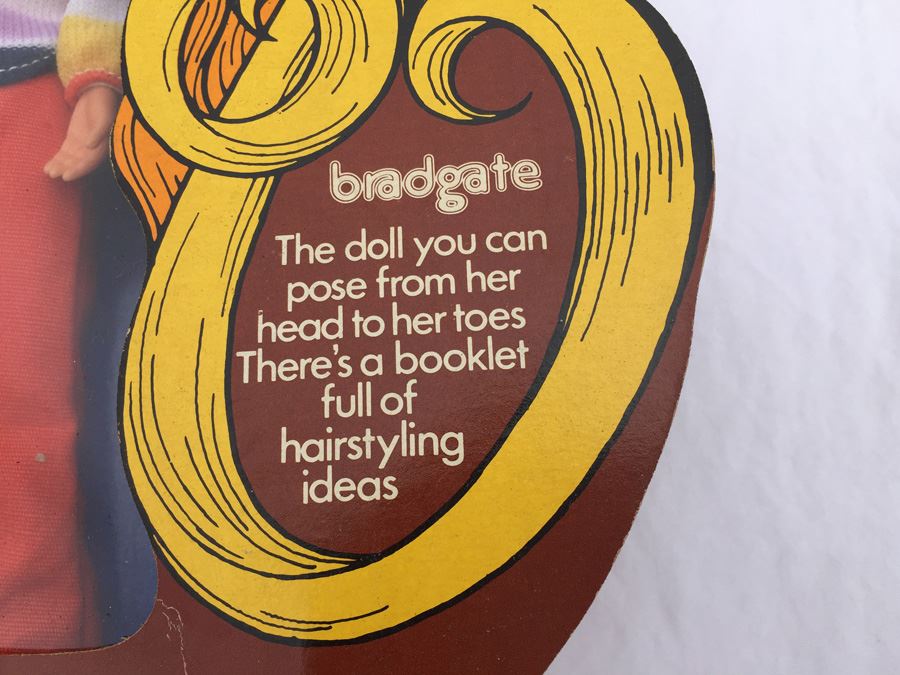 bradgate
The doll you can
pose from her
head to her toes
There's a booklet
full of
hairstyling
ideas